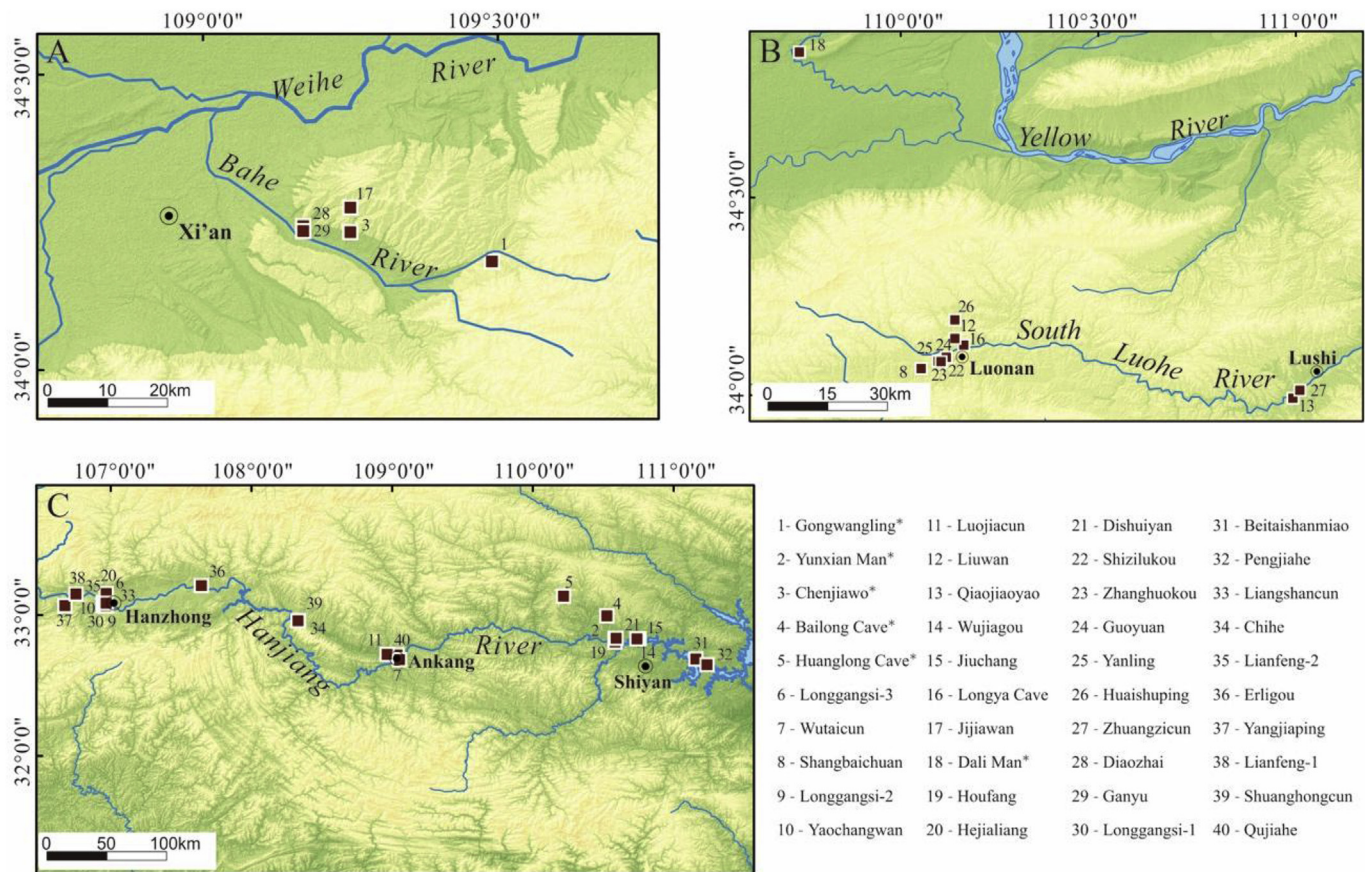 109°0'0"
109°30'0"
A
34°30'0"
34°0'0"
Weihe River
Bahe River
Xi'an
17
28
29
3
1
0 10 20km
110°0'0"
110°30'0"
111°0'0"
B
34°30'0"
34°0'0"
18
Yellow River
26
12
16
South Luohe River
25 24
8
23
22
Luonan
Lushi
27
13
0 15 30km
107°0'0"
108°0'0"
109°0'0"
110°0'0"
111°0'0"
C
33°0'0"
32°0'0"
38
35
20
6
36
5
37
10
33
30
9
Hanzhong
39
34
4
Hanjiang River
11
40
7
Ankang
2
21
15
19
14
31
32
Shiyan
0 50 100km
1- Gongwangling* 11 - Luojiacun 21 - Dishuiyan 31 - Beitaishanmiao
2 - Yunxian Man* 12 - Liuwan 22 - Shizilukou 32 - Pengjiahe
3 - Chenjiawo* 13 - Qiaojiaoyao 23 - Zhanghuokou 33 - Liangshancun
4 - Bailong Cave* 14 - Wujiagou 24 - Guoyuan 34 - Chihe
5 - Huanglong Cave* 15 - Jiuchang 25 - Yanling 35 - Lianfeng-2
6 - Longgangsi-3 16 - Longya Cave 26 - Huaishuping 36 - Erligou
7 - Wutaicun 17 - Jijiawan 27 - Zhuangzicun 37 - Yangjiaping
8 - Shangbaichuan 18 - Dali Man* 28 - Diaozhai 38 - Lianfeng-1
9 - Longgangsi-2 19 - Houfang 29 - Ganyu 39 - Shuanghongcun
10 - Yaochangwan 20 - Hejialiang 30 - Longgangsi-1 40 - Qujiahe